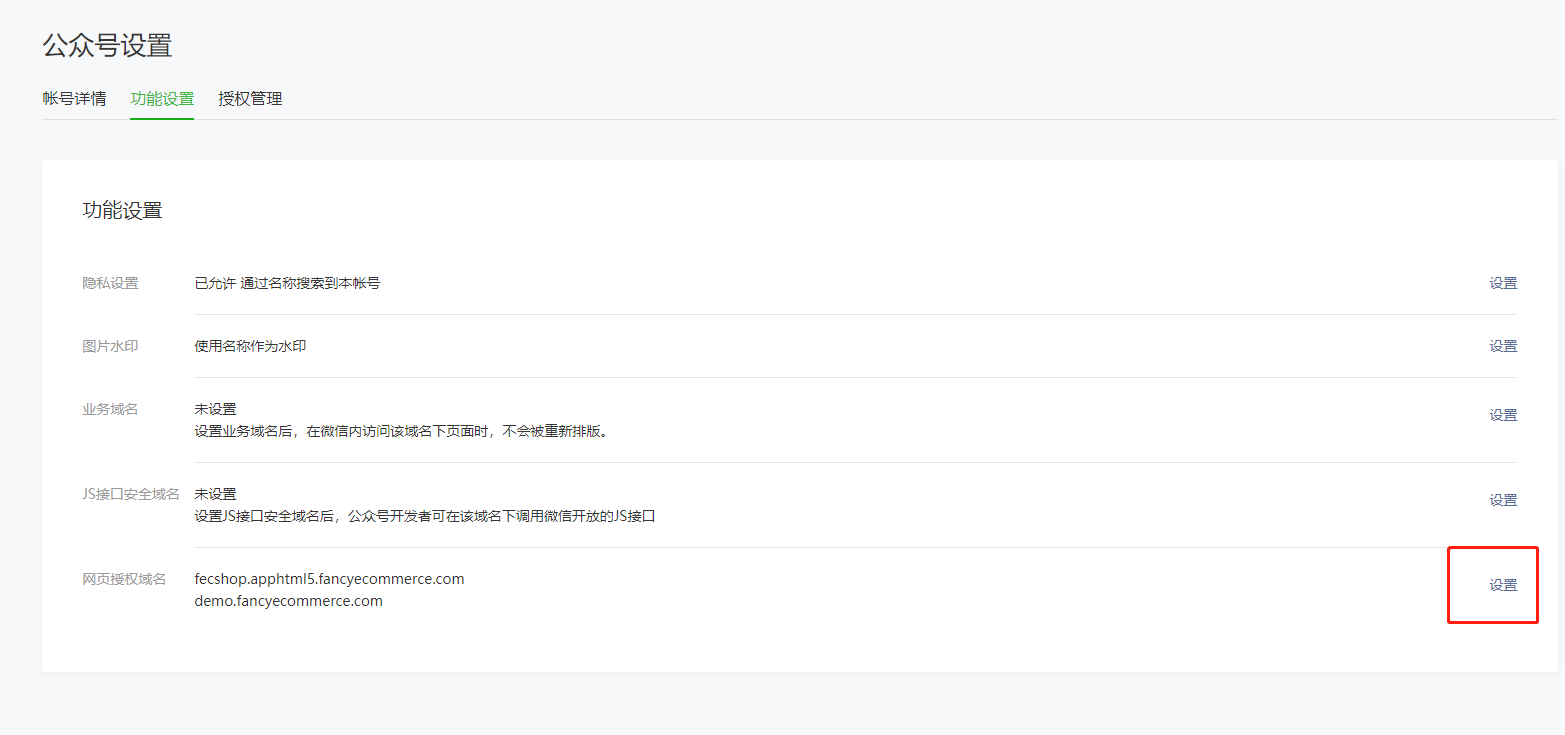 公众号设置
帐号详情 功能设置 授权管理
功能设置
隐私设置 已允许 通过名称搜索到本帐号 设置
图片水印 使用名称作为水印 设置
业务域名 未设置 设置
设置业务域名后，在微信内访问该域名下页面时，不会被重新排版。
JS接口安全域名 未设置 设置
设置JS接口安全域名后，公众号开发者可在该域名下调用微信开放的JS接口
网页授权域名 fecshop.apphtml5.fancyecommerce.com 设置
demo.fancyecommerce.com